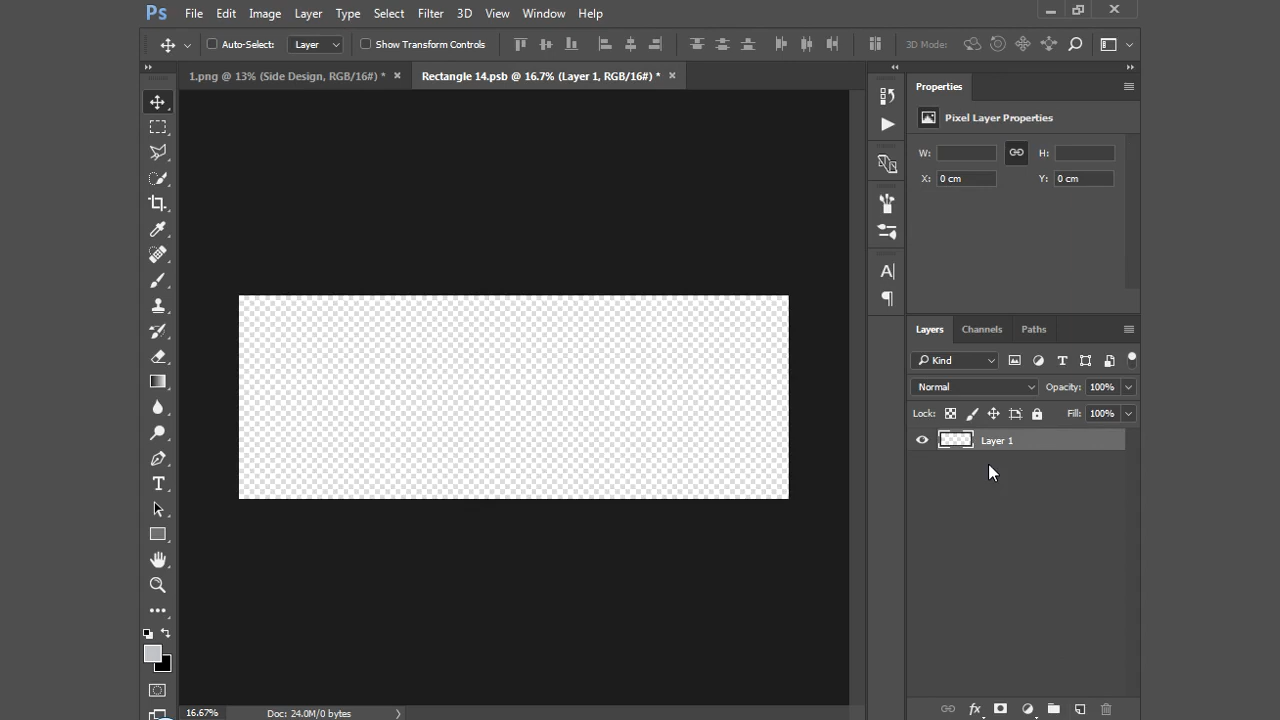 Ps File Edit Image Layer Type Select Filter 3D View Window Help
Auto-Select: Layer Show Transform Controls 3D Mode:
1.png @ 13% (Side Design, RGB/16#) * Rectangle 14.psb @ 16.7% (Layer 1, RGB/16#) *
Properties
Pixel Layer Properties
W: H:
X: 0 cm Y: 0 cm
Layers Channels Paths
Kind
Normal Opacity: 100%
Lock: Fill: 100%
Layer 1
16.67% Doc: 24.0M/0 bytes